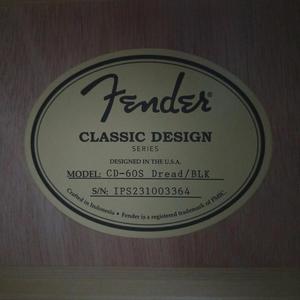 Fender
CLASSIC DESIGN
SERIES
DESIGNED IN THE U.S.A.
MODEL: CD-60S Dread/BLK
S/N: IPS231003364
Crafted in Indonesia • Fender is a registered trademark of FMIC.